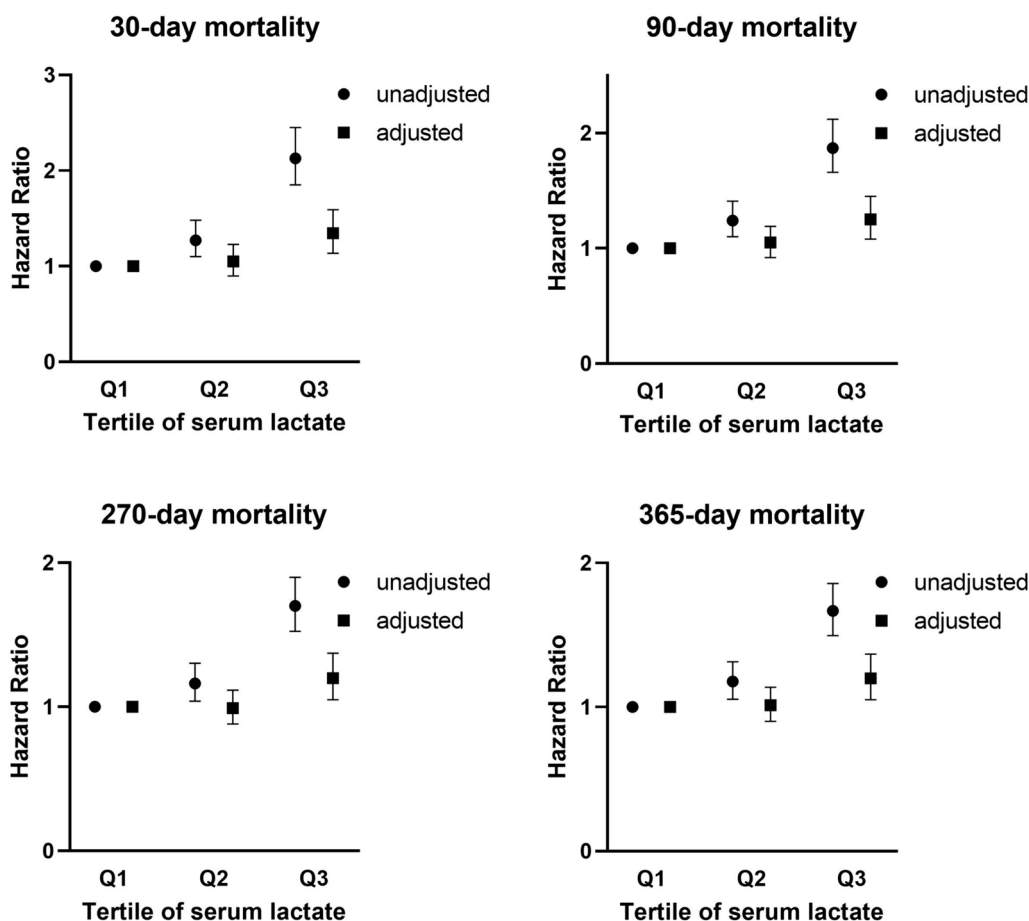 30-day mortality
3
2
1
0
Hazard Ratio
unadjusted
adjusted
Q1 Q2 Q3
Tertile of serum lactate
90-day mortality
2
1
0
Hazard Ratio
unadjusted
adjusted
Q1 Q2 Q3
Tertile of serum lactate
270-day mortality
2
1
0
Hazard Ratio
unadjusted
adjusted
Q1 Q2 Q3
Tertile of serum lactate
365-day mortality
2
1
0
Hazard Ratio
unadjusted
adjusted
Q1 Q2 Q3
Tertile of serum lactate